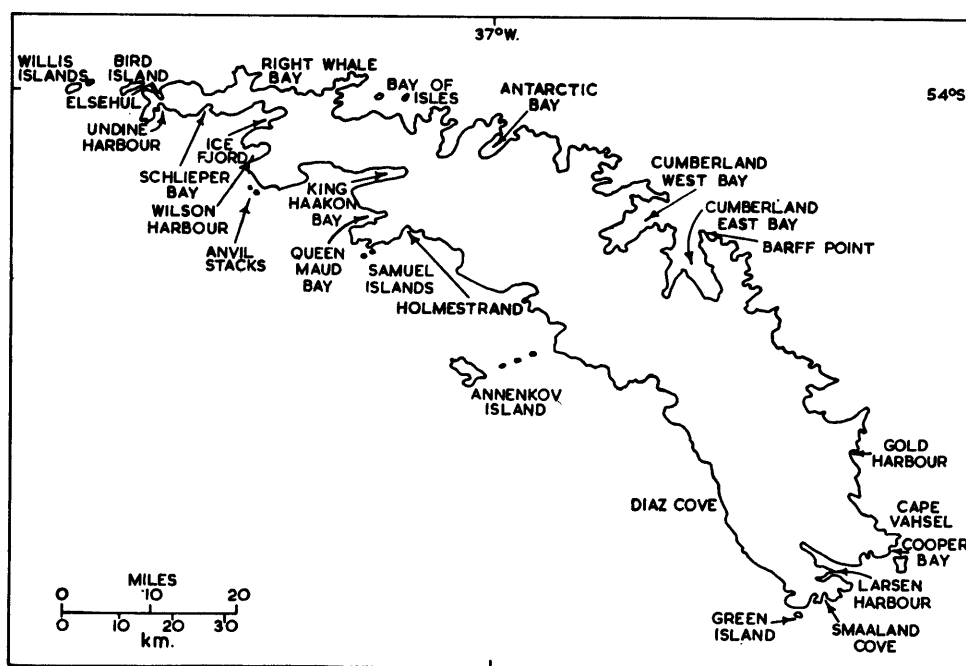 37°W.
WILLIS
ISLANDS
BIRD
ISLAND
ELSEHUL
UNDINE
HARBOUR
RIGHT WHALE
BAY
BAY OF
ISLES
ANTARCTIC
BAY
54°S
ICE
FJORD
SCHLIEPER
BAY
WILSON
HARBOUR
ANVIL
STACKS
KING
HAAKON
BAY
QUEEN
MAUD
BAY
SAMUEL
ISLANDS
HOLMESTRAND
CUMBERLAND
WEST BAY
CUMBERLAND
EAST BAY
BARFF POINT
ANNENKOV
ISLAND
GOLD
HARBOUR
DIAZ COVE
CAPE
VAHSEL
COOPER
BAY
LARSEN
HARBOUR
GREEN
ISLAND
SMAALAND
COVE
MILES
0 10 20
0 10 20 30
km.